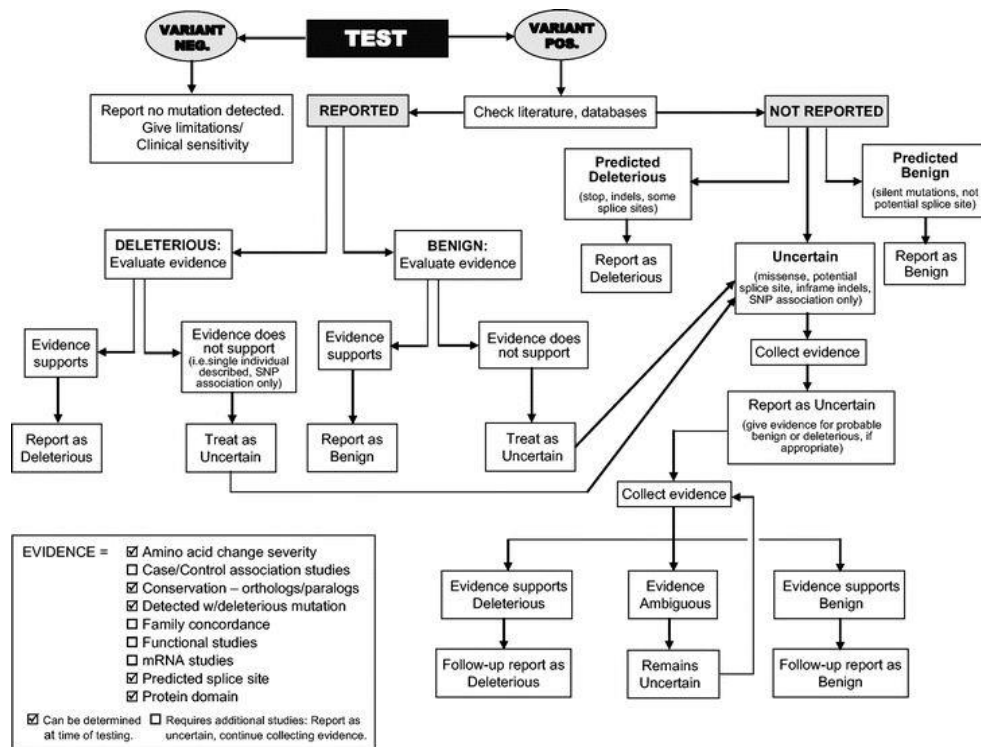 VARIANT
NEG.
TEST
VARIANT
POS.
Report no mutation detected.
Give limitations/
Clinical sensitivity
REPORTED
Check literature, databases
NOT REPORTED
Predicted
Deleterious
(stop, indels, some
splice sites)
Predicted
Benign
(silent mutations, not
potential splice site)
DELETERIOUS:
Evaluate evidence
BENIGN:
Evaluate evidence
Report as
Deleterious
Uncertain
(missense, potential
splice site, inframe indels,
SNP association only)
Report as
Benign
Evidence
supports
Evidence does
not support
(i.e.single individual
described, SNP
association only)
Evidence
supports
Evidence does
not support
Collect evidence
Report as
Deleterious
Treat as
Uncertain
Report as
Benign
Treat as
Uncertain
Report as Uncertain
(give evidence for probable
benign or deleterious, if
appropriate)
Collect evidence
Evidence supports
Deleterious
Evidence
Ambiguous
Evidence supports
Benign
Follow-up report as
Deleterious
Remains
Uncertain
Follow-up report as
Benign
EVIDENCE = ☑ Amino acid change severity
☐ Case/Control association studies
☑ Conservation – orthologs/paralogs
☑ Detected w/deleterious mutation
☐ Family concordance
☐ Functional studies
☐ mRNA studies
☑ Predicted splice site
☑ Protein domain
☑ Can be determined
at time of testing.
☐ Requires additional studies: Report as
uncertain, continue collecting evidence.